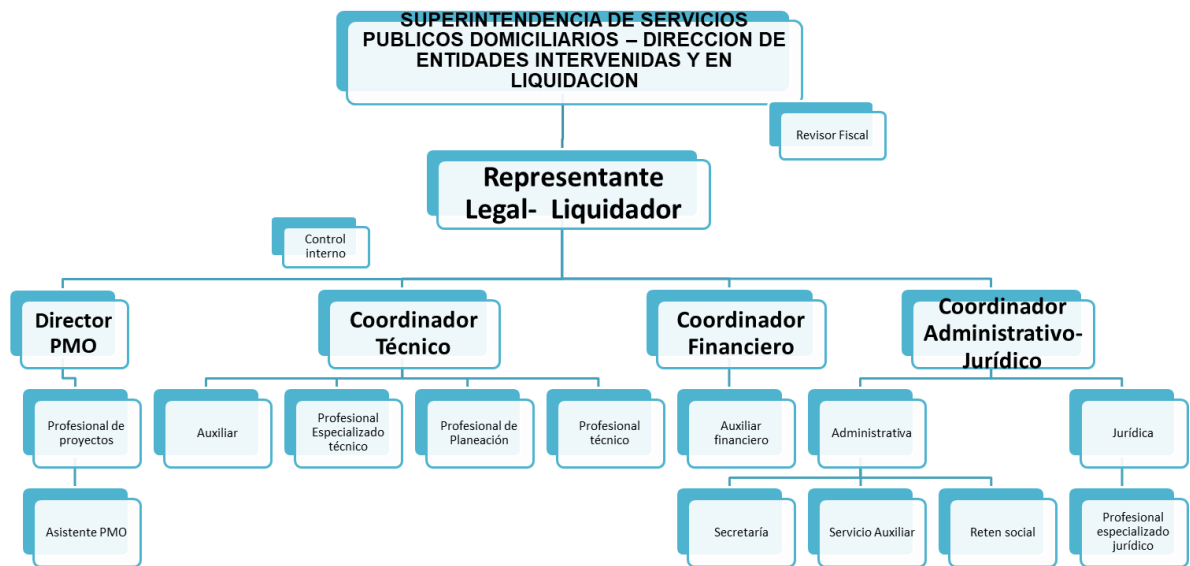 SUPERINTENDENCIA DE SERVICIOS
PUBLICOS DOMICILIARIOS – DIRECCION DE
ENTIDADES INTERVENIDAS Y EN
LIQUIDACION
Revisor Fiscal
Representante
Legal- Liquidador
Control
interno
Director
PMO
Coordinador
Técnico
Coordinador
Financiero
Coordinador
Administrativo-
Jurídico
Profesional de
proyectos
Auxiliar
Profesional
Especializado
técnico
Profesional de
Planeación
Profesional
técnico
Auxiliar
financiero
Administrativa
Jurídica
Asistente PMO
Secretaría
Servicio Auxiliar
Reten social
Profesional
especializado
jurídico